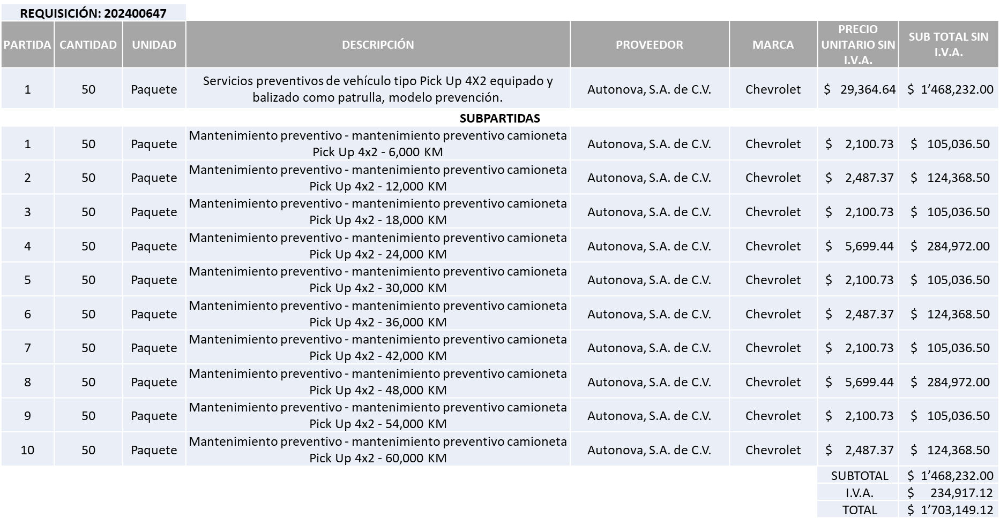 REQUISICIÓN: 202400647
PARTIDA CANTIDAD UNIDAD DESCRIPCIÓN PROVEEDOR MARCA PRECIO UNITARIO SIN I.V.A. SUB TOTAL SIN I.V.A.
1 50 Paquete Servicios preventivos de vehículo tipo Pick Up 4X2 equipado y balizado como patrulla, modelo prevención. Autonova, S.A. de C.V. Chevrolet $ 29,364.64 $ 1’468,232.00
SUBPARTIDAS
1 50 Paquete Mantenimiento preventivo - mantenimiento preventivo camioneta Pick Up 4x2 - 6,000 KM Autonova, S.A. de C.V. Chevrolet $ 2,100.73 $ 105,036.50
2 50 Paquete Mantenimiento preventivo - mantenimiento preventivo camioneta Pick Up 4x2 - 12,000 KM Autonova, S.A. de C.V. Chevrolet $ 2,487.37 $ 124,368.50
3 50 Paquete Mantenimiento preventivo - mantenimiento preventivo camioneta Pick Up 4x2 - 18,000 KM Autonova, S.A. de C.V. Chevrolet $ 2,100.73 $ 105,036.50
4 50 Paquete Mantenimiento preventivo - mantenimiento preventivo camioneta Pick Up 4x2 - 24,000 KM Autonova, S.A. de C.V. Chevrolet $ 5,699.44 $ 284,972.00
5 50 Paquete Mantenimiento preventivo - mantenimiento preventivo camioneta Pick Up 4x2 - 30,000 KM Autonova, S.A. de C.V. Chevrolet $ 2,100.73 $ 105,036.50
6 50 Paquete Mantenimiento preventivo - mantenimiento preventivo camioneta Pick Up 4x2 - 36,000 KM Autonova, S.A. de C.V. Chevrolet $ 2,487.37 $ 124,368.50
7 50 Paquete Mantenimiento preventivo - mantenimiento preventivo camioneta Pick Up 4x2 - 42,000 KM Autonova, S.A. de C.V. Chevrolet $ 2,100.73 $ 105,036.50
8 50 Paquete Mantenimiento preventivo - mantenimiento preventivo camioneta Pick Up 4x2 - 48,000 KM Autonova, S.A. de C.V. Chevrolet $ 5,699.44 $ 284,972.00
9 50 Paquete Mantenimiento preventivo - mantenimiento preventivo camioneta Pick Up 4x2 - 54,000 KM Autonova, S.A. de C.V. Chevrolet $ 2,100.73 $ 105,036.50
10 50 Paquete Mantenimiento preventivo - mantenimiento preventivo camioneta Pick Up 4x2 - 60,000 KM Autonova, S.A. de C.V. Chevrolet $ 2,487.37 $ 124,368.50
SUBTOTAL $ 1’468,232.00
I.V.A. $ 234,917.12
TOTAL $ 1’703,149.12